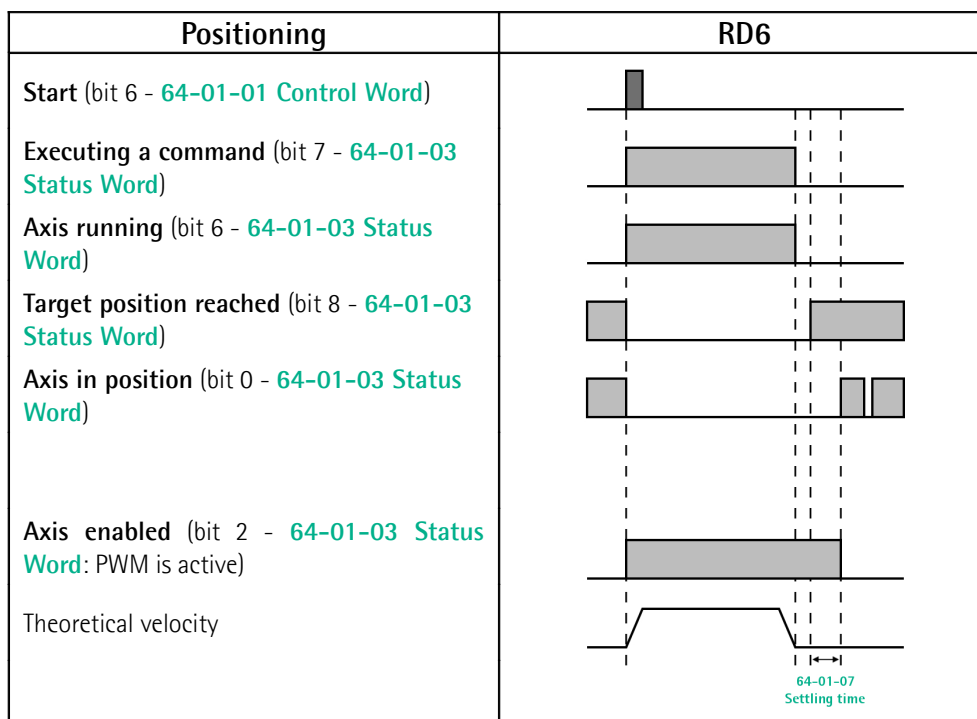 Positioning
RD6
Start (bit 6 - 64-01-01 Control Word)
Executing a command (bit 7 - 64-01-03
Status Word)
Axis running (bit 6 - 64-01-03 Status
Word)
Target position reached (bit 8 - 64-01-03
Status Word)
Axis in position (bit 0 - 64-01-03 Status
Word)
Axis enabled (bit 2 - 64-01-03 Status
Word: PWM is active)
Theoretical velocity
64-01-07
Settling time